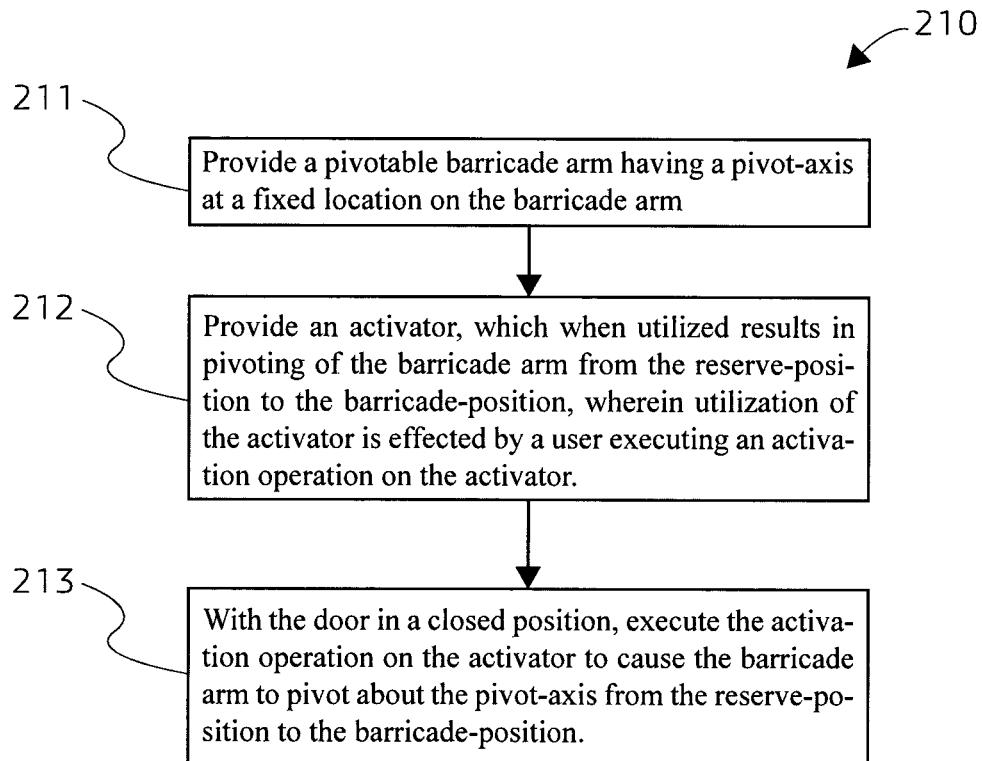 210
211
Provide a pivotable barricade arm having a pivot-axis
at a fixed location on the barricade arm
212
Provide an activator, which when utilized results in
pivoting of the barricade arm from the reserve-posi-
tion to the barricade-position, wherein utilization of
the activator is effected by a user executing an activa-
tion operation on the activator.
213
With the door in a closed position, execute the activa-
tion operation on the activator to cause the barricade
arm to pivot about the pivot-axis from the reserve-po-
sition to the barricade-position.